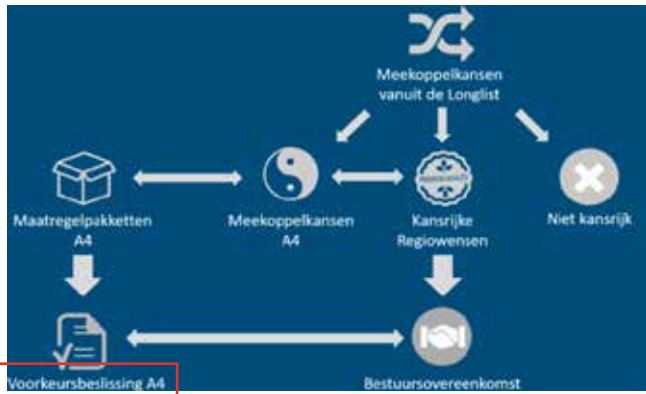 Meekoppelkansen
vanuit de Longlist
Maatregelpakketten
A4
Meekoppelkansen
A4
Kansrijke
Regiowensen
Niet kansrijk
Voorkeursbeslissing A4
Bestuursovereenkomst